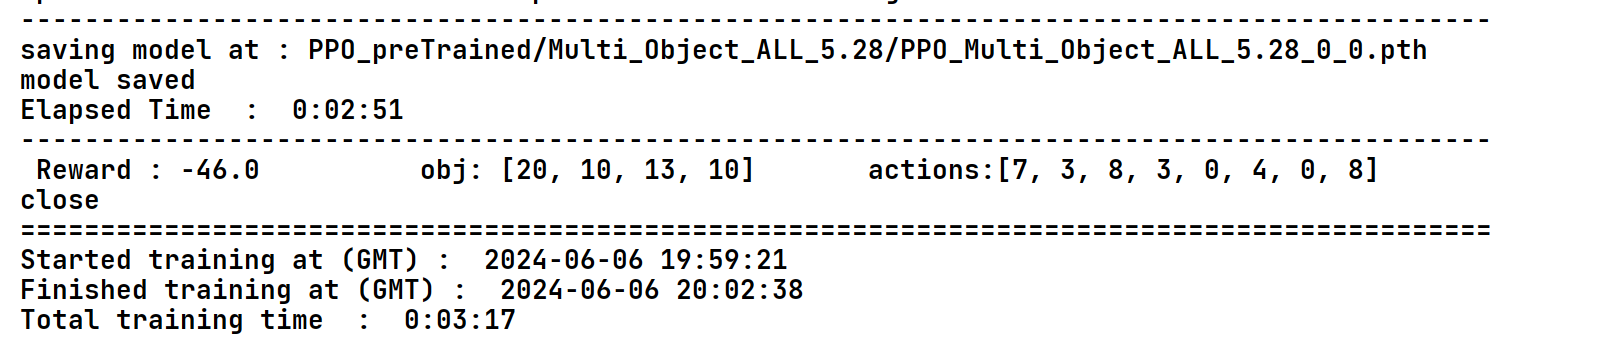 --------------------------------------------------------------------------------------------
saving model at : PPO_preTrained/Multi_Object_ALL_5.28/PPO_Multi_Object_ALL_5.28_0_0.pth
model saved
Elapsed Time  :  0:02:51
--------------------------------------------------------------------------------------------
 Reward : -46.0          obj: [20, 10, 13, 10]       actions:[7, 3, 8, 3, 0, 4, 0, 8]
close
============================================================================================
Started training at (GMT) :  2024-06-06 19:59:21
Finished training at (GMT) :  2024-06-06 20:02:38
Total training time  :  0:03:17